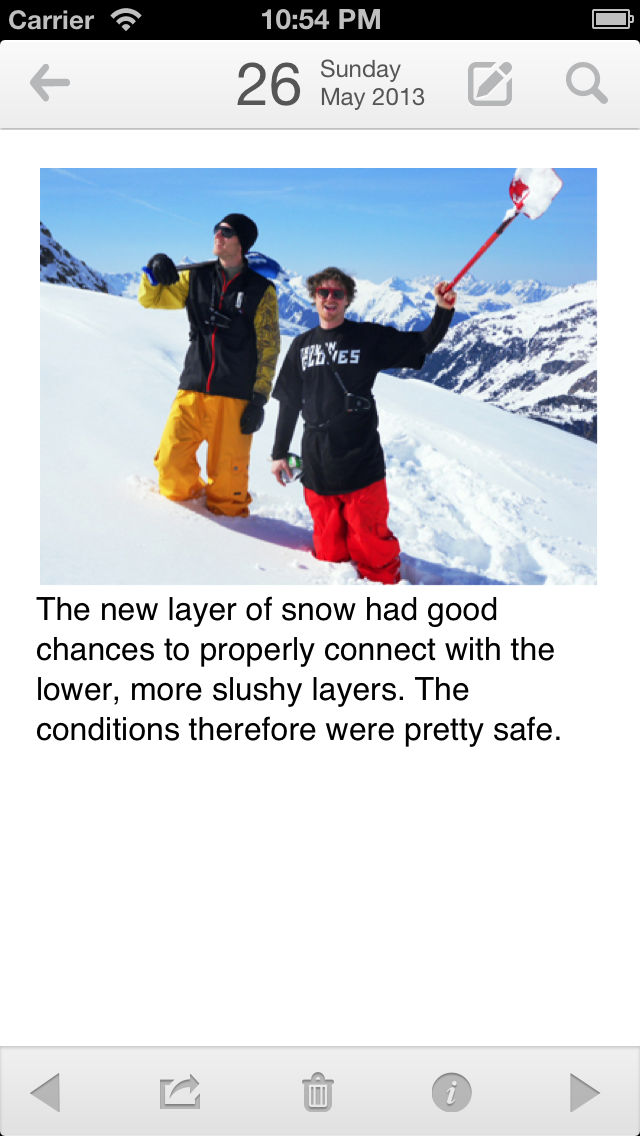 Carrier 10:54 PM
26 Sunday
May 2013
GLOVES
The new layer of snow had good
chances to properly connect with the
lower, more slushy layers. The
conditions therefore were pretty safe.